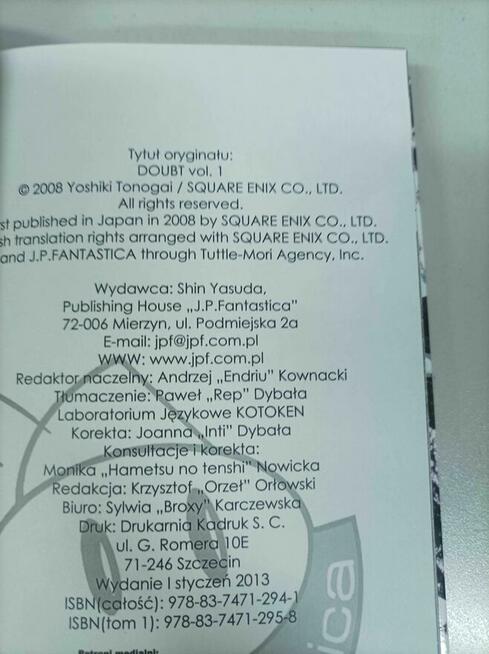 Tytuł oryginału:
DOUBT vol. 1
© 2008 Yoshiki Tonogai / SQUARE ENIX CO., LTD.
All rights reserved.
published in Japan in 2008 by SQUARE ENIX CO., LTD.
translation rights arranged with SQUARE ENIX CO., LTD.
and J.P.FANTASTICA through Tuttle-Mori Agency, Inc.
Wydawca: Shin Yasuda,
Publishing House „J.P.Fantastica"
72-006 Mierzyn, ul. Podmiejska 2a
E-mail: jpf@jpf.com.pl
WWW: www.jpf.com.pl
Redaktor naczelny: Andrzej „Endriu" Kownacki
Tłumaczenie: Paweł „Rep" Dybała
Laboratorium Językowe KOTOKEN
Korekta: Joanna „Inti" Dybała
Konsultacje i korekta:
Monika „Hametsu no tenshi" Nowicka
Redakcja: Krzysztof „Orzeł" Orłowski
Biuro: Sylwia „Broxy" Karczewska
Druk: Drukarnia Kadruk S. C.
ul. G. Romera 10E
71-246 Szczecin
Wydanie I styczeń 2013
ISBN(całość): 978-83-7471-294-1
ISBN(tom 1): 978-83-7471-295-8
Patroni medialni: